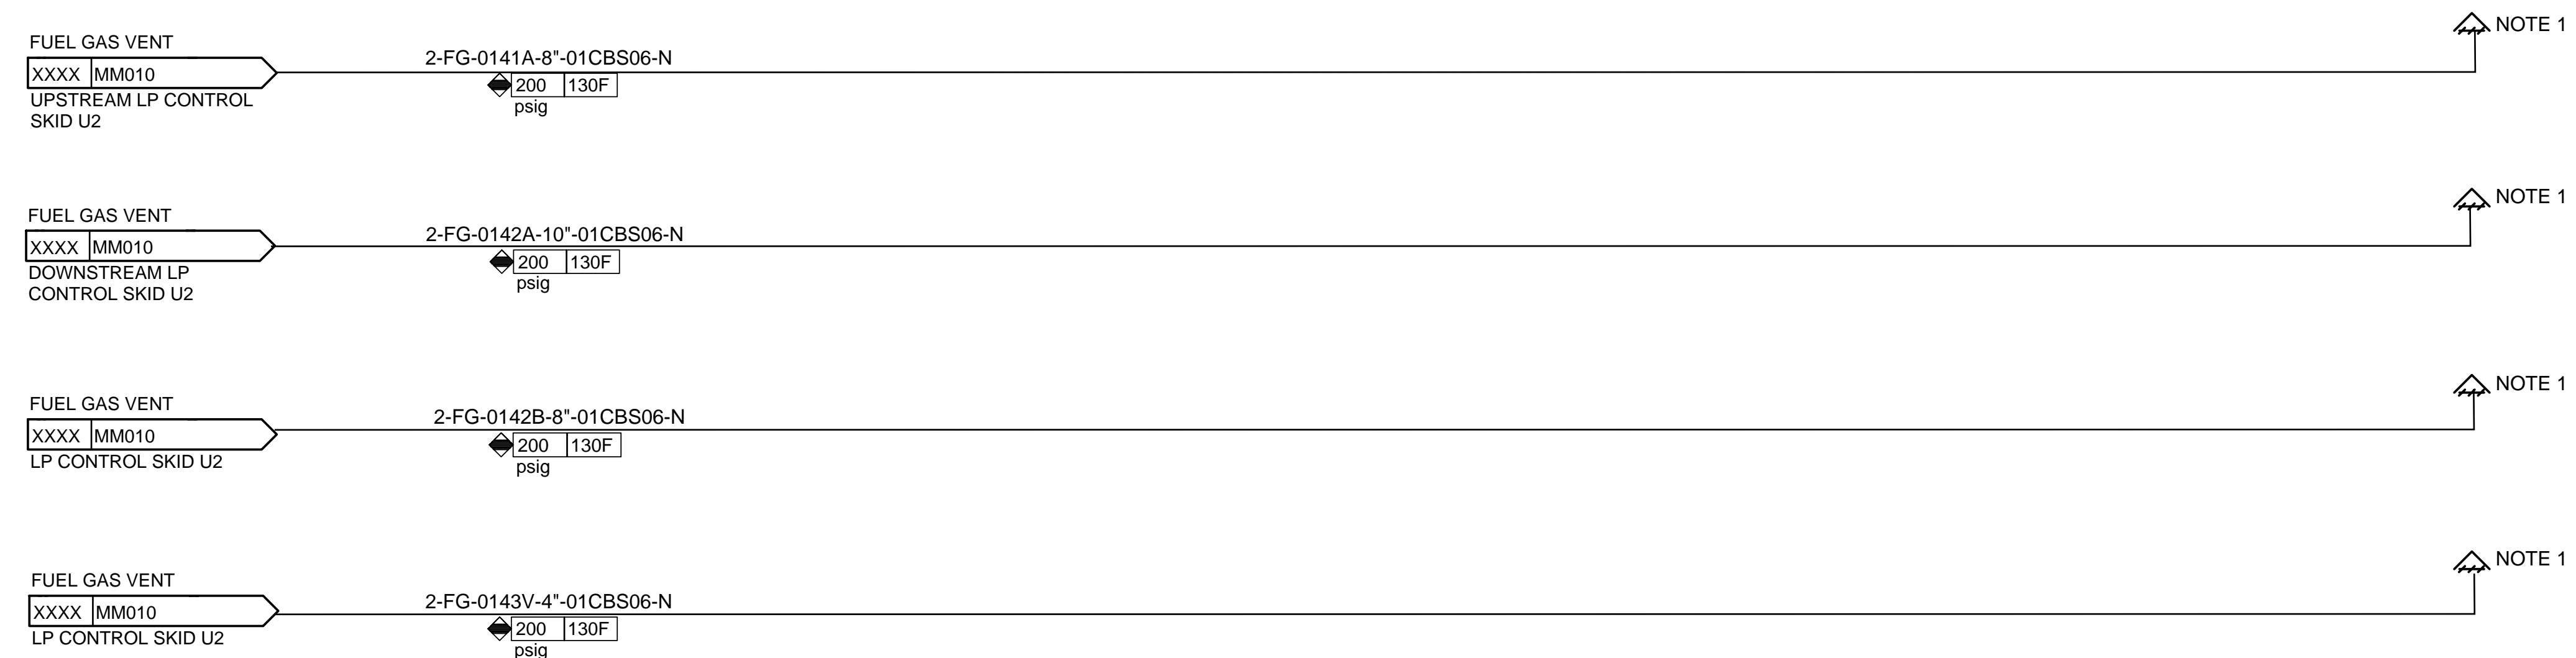 NOTE 1
FUEL GAS VENT
2-FG-0141A-8"-01CBS06-N
XXXX MM010
200 130F
UPSTREAM LP CONTROL
psig
SKID U2
NOTE 1
FUEL GAS VENT
2-FG-0142A-10"-01CBS06-N
XXXX MM010
200 130F
DOWNSTREAM LP
psig
CONTROL SKID U2
NOTE 1
FUEL GAS VENT
2-FG-0142B-8"-01CBS06-N
XXXX MM010
200 130F
LP CONTROL SKID U2
psig
NOTE 1
FUEL GAS VENT
2-FG-0143V-4"-01CBS06-N
XXXX MM010
200 130F
LP CONTROL SKID U2
psig